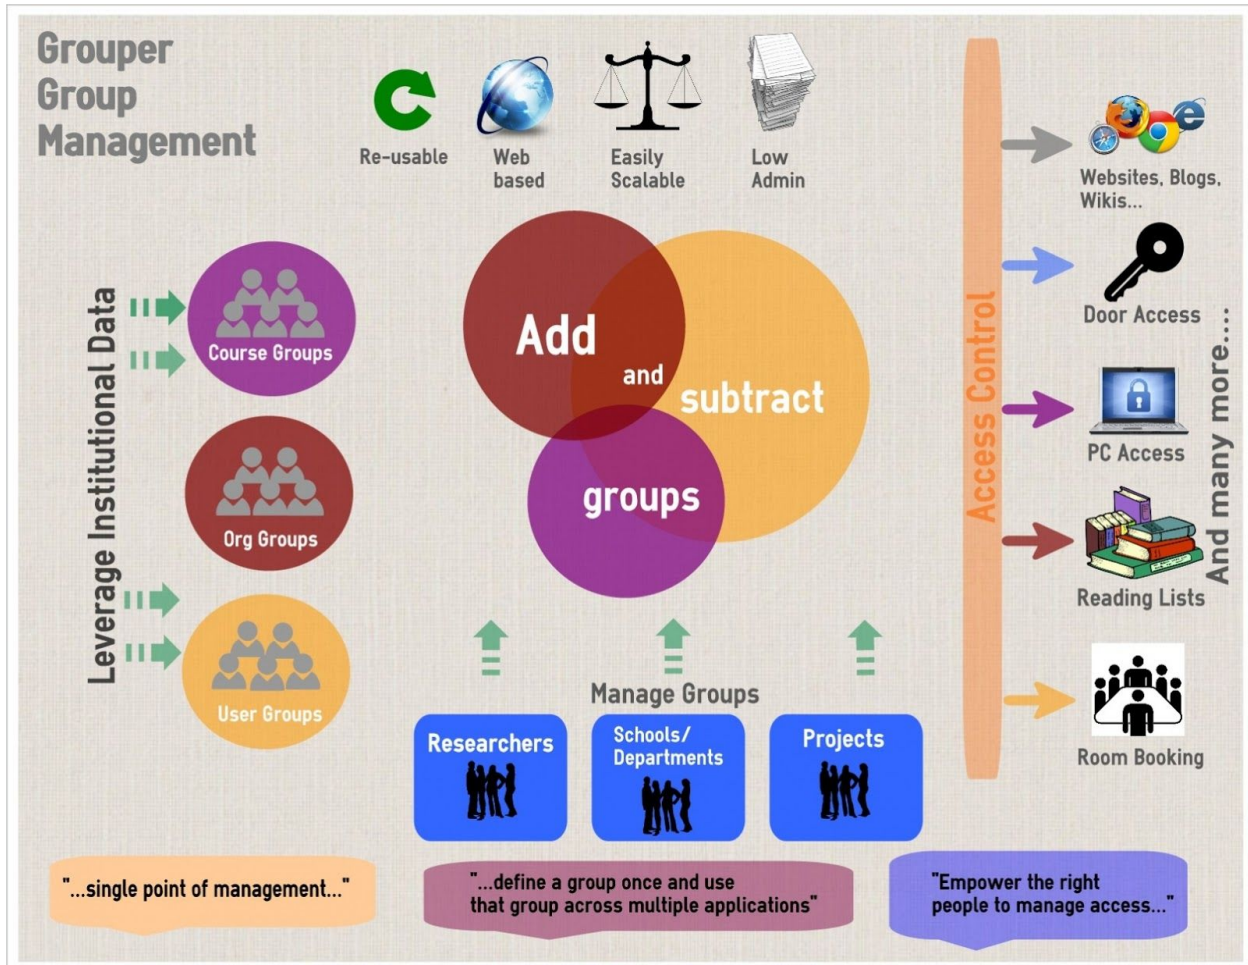 Grouper
Group
Management
Re-usable
Web
based
Easily
Scalable
Low
Admin
Leverage Institutional Data
Course Groups
Org Groups
User Groups
Add
and
subtract
groups
Manage Groups
Researchers
Schools/
Departments
Projects
Access Control
Websites, Blogs,
Wikis...
Door Access
PC Access
Reading Lists
Room Booking
And many more....
"...single point of management..."
"...define a group once and use
that group across multiple applications"
"Empower the right
people to manage access..."